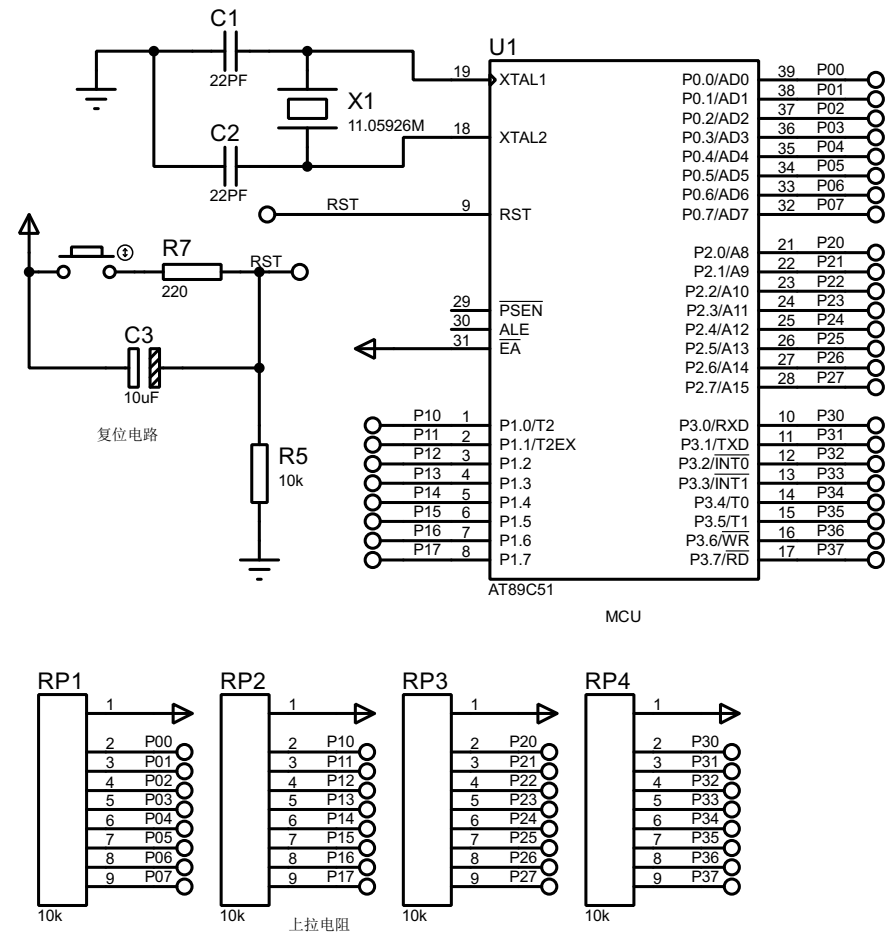 C1
22PF
X1
11.05926M
C2
22PF
RST
R7
220
RST
C3
10uF
复位电路
R5
10k
U1
19 XTAL1
18 XTAL2
9 RST
29 PSEN
30 ALE
31 EA
P10 1 P1.0/T2
P11 2 P1.1/T2EX
P12 3 P1.2
P13 4 P1.3
P14 5 P1.4
P15 6 P1.5
P16 7 P1.6
P17 8 P1.7
P0.0/AD0 39 P00
P0.1/AD1 38 P01
P0.2/AD2 37 P02
P0.3/AD3 36 P03
P0.4/AD4 35 P04
P0.5/AD5 34 P05
P0.6/AD6 33 P06
P0.7/AD7 32 P07
P2.0/A8 21 P20
P2.1/A9 22 P21
P2.2/A10 23 P22
P2.3/A11 24 P23
P2.4/A12 25 P24
P2.5/A13 26 P25
P2.6/A14 27 P26
P2.7/A15 28 P27
P3.0/RXD 10 P30
P3.1/TXD 11 P31
P3.2/INT0 12 P32
P3.3/INT1 13 P33
P3.4/T0 14 P34
P3.5/T1 15 P35
P3.6/WR 16 P36
P3.7/RD 17 P37
AT89C51
MCU
RP1
1
2 P00
3 P01
4 P02
5 P03
6 P04
7 P05
8 P06
9 P07
10k
RP2
1
2 P10
3 P11
4 P12
5 P13
6 P14
7 P15
8 P16
9 P17
10k
上拉电阻
RP3
1
2 P20
3 P21
4 P22
5 P23
6 P24
7 P25
8 P26
9 P27
10k
RP4
1
2 P30
3 P31
4 P32
5 P33
6 P34
7 P35
8 P36
9 P37
10k